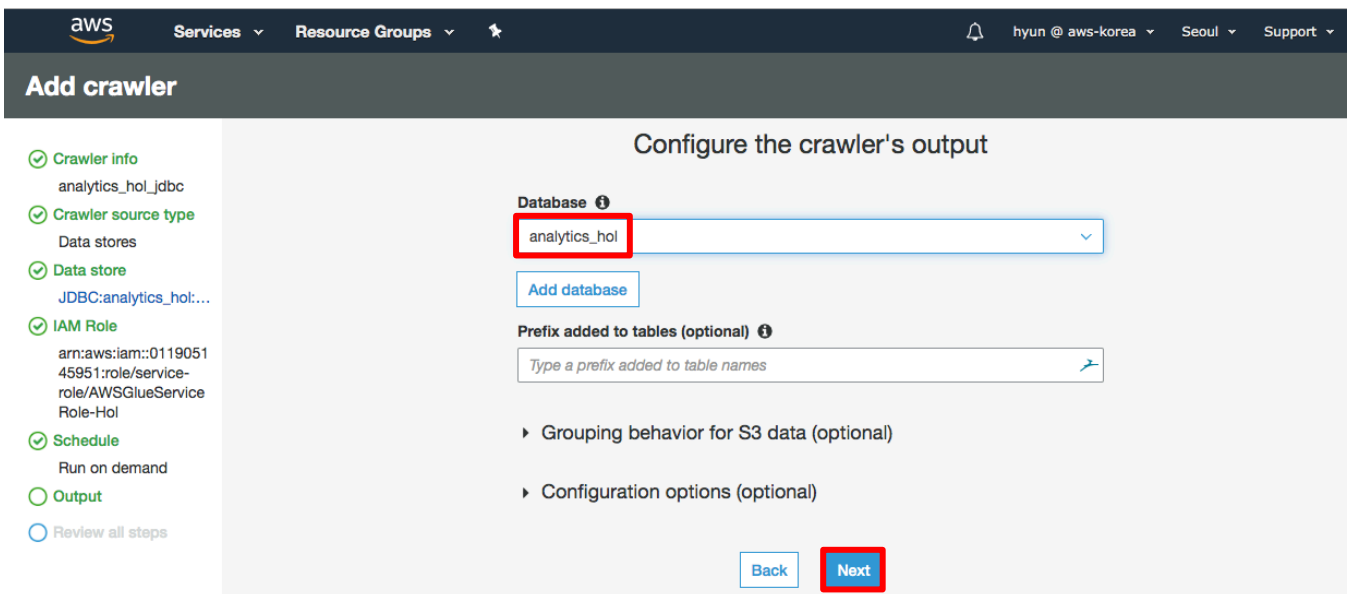 aws
Services
Resource Groups
hyun @ aws-korea
Seoul
Support
Add crawler
Crawler info
analytics_hol_jdbc
Crawler source type
Data stores
Data store
JDBC:analytics_hol:...
IAM Role
arn:aws:iam::0119051
45951:role/service-
role/AWSGlueService
Role-Hol
Schedule
Run on demand
Output
Review all steps
Configure the crawler's output
Database
analytics_hol
Add database
Prefix added to tables (optional)
Type a prefix added to table names
Grouping behavior for S3 data (optional)
Configuration options (optional)
Back
Next